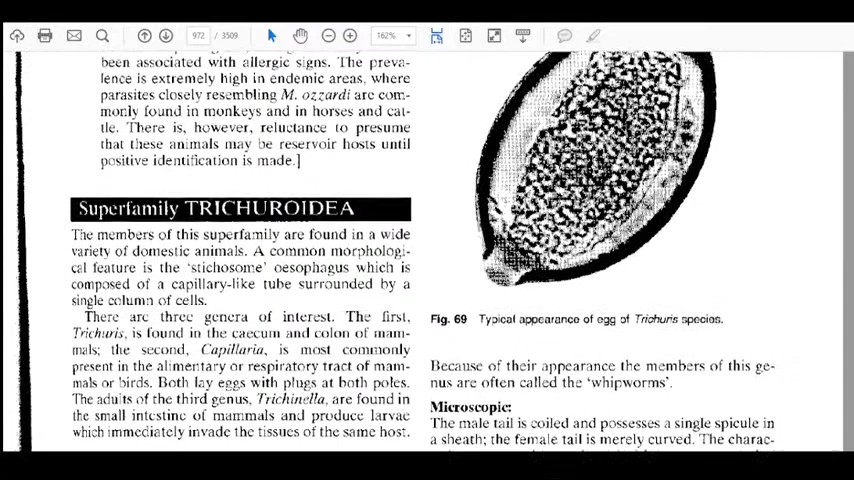 972 / 3509
162%
been associated with allergic signs. The preva-
lence is extremely high in endemic areas, where
parasites closely resembling M. ozzardi are com-
monly found in monkeys and in horses and cat-
tle. There is, however, reluctance to presume
that these animals may be reservoir hosts until
positive identification is made.]
Superfamily TRICHUROIDEA
The members of this superfamily are found in a wide
variety of domestic animals. A common morphologi-
cal feature is the 'stichosome' oesophagus which is
composed of a capillary-like tube surrounded by a
single column of cells.
There are three genera of interest. The first,
Trichuris, is found in the caecum and colon of mam-
mals; the second, Capillaria, is most commonly
present in the alimentary or respiratory tract of mam-
mals or birds. Both lay eggs with plugs at both poles.
The adults of the third genus, Trichinella, are found in
the small intestine of mammals and produce larvae
which immediately invade the tissues of the same host.
Fig. 69 Typical appearance of egg of Trichuris species.
Because of their appearance the members of this ge-
nus are often called the 'whipworms'.
Microscopic:
The male tail is coiled and possesses a single spicule in
a sheath; the female tail is merely curved. The charac-